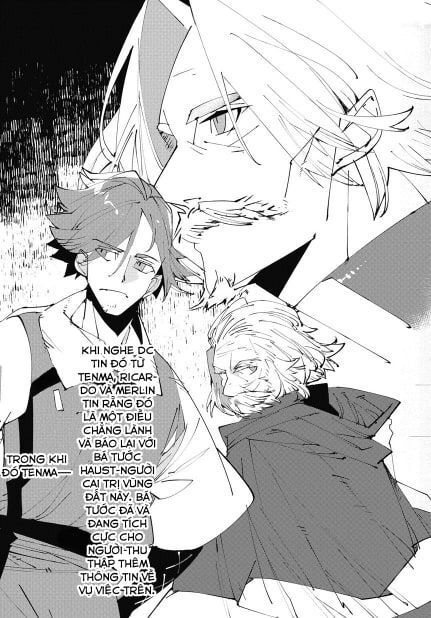 KHI NGHE DC
TIN ĐÓ TỪ
TENMA, RICAR-
DO VÀ MERLIN
TIN RẰNG ĐÓ
LÀ MỘT ĐIỀU
CHẲNG LÀNH
VÀ BÁO LẠI VỚI
BÁ TƯỚC
HAUST-NGƯỜI
CAI TRỊ VÙNG
ĐẤT NÀY. BÁ
TƯỚC ĐÃ VÀ
ĐANG TÍCH
CỰC CHO
NGƯỜI THU
THẬP THÊM
THÔNG TIN VỀ
VỤ VIỆC TRÊN.
TRONG KHI
ĐÓ TENMA—